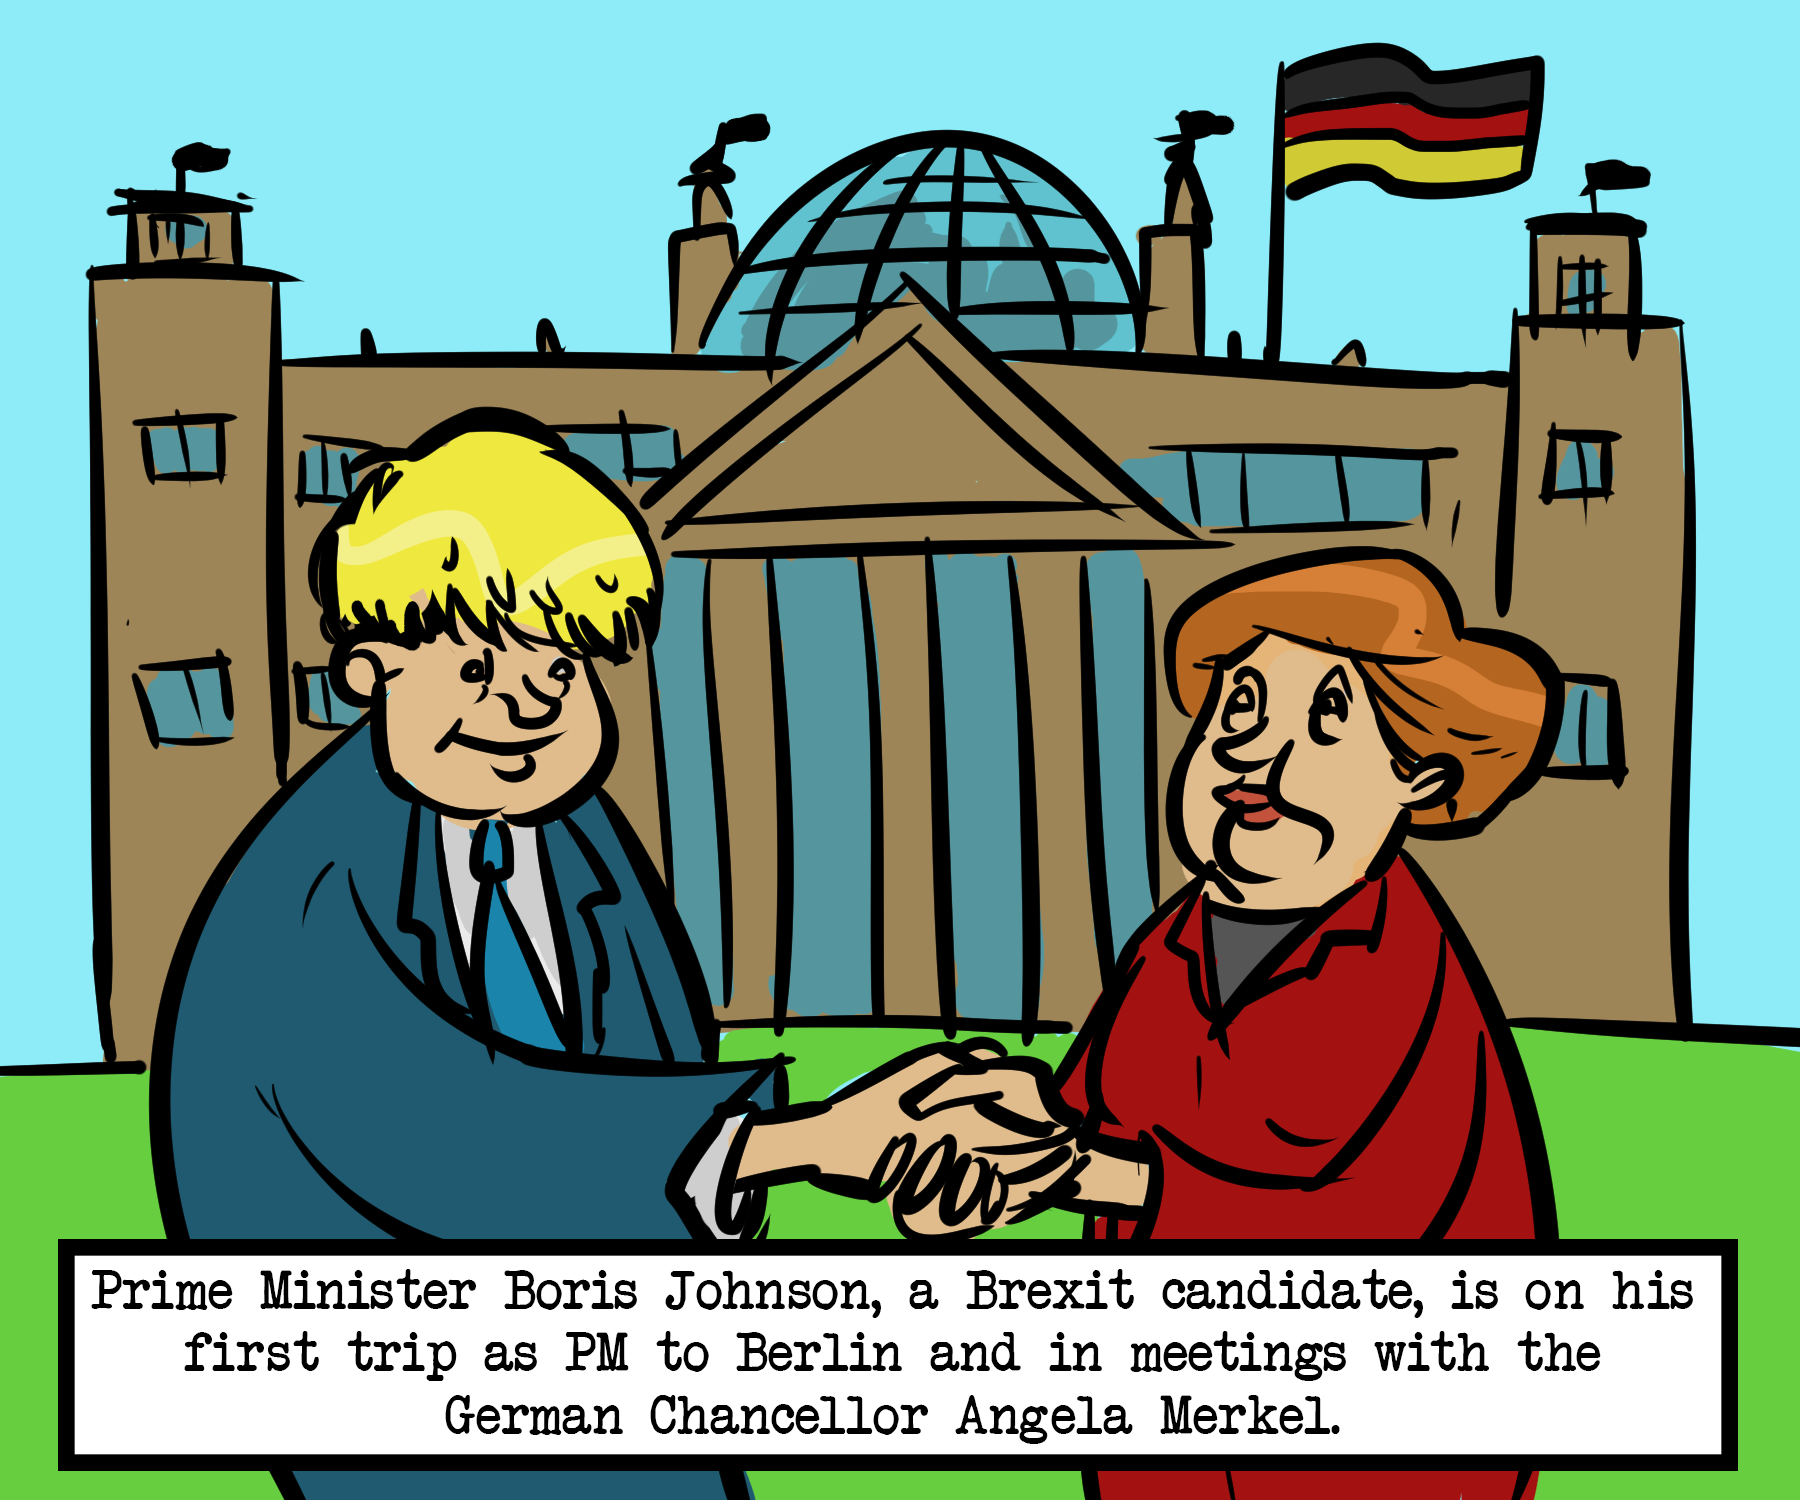 Prime Minister Boris Johnson, a Brexit candidate, is on his
first trip as PM to Berlin and in meetings with the
German Chancellor Angela Merkel.